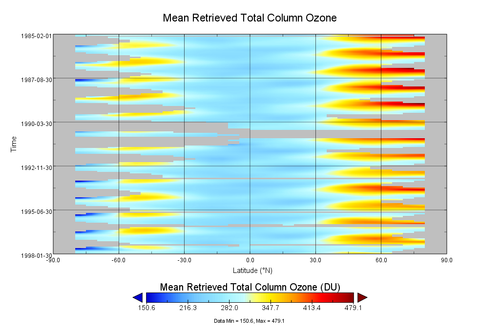 Mean Retrieved Total Column Ozone
1985-02-01
1987-08-30
1990-03-30
1992-11-30
1995-06-30
1998-01-30
Time
-90.0 -60.0 -30.0 0.0 30.0 60.0 90.0
Latitude (°N)
Mean Retrieved Total Column Ozone (DU)
150.6 216.3 282.0 347.7 413.4 479.1
Data Min = 150.6, Max = 479.1